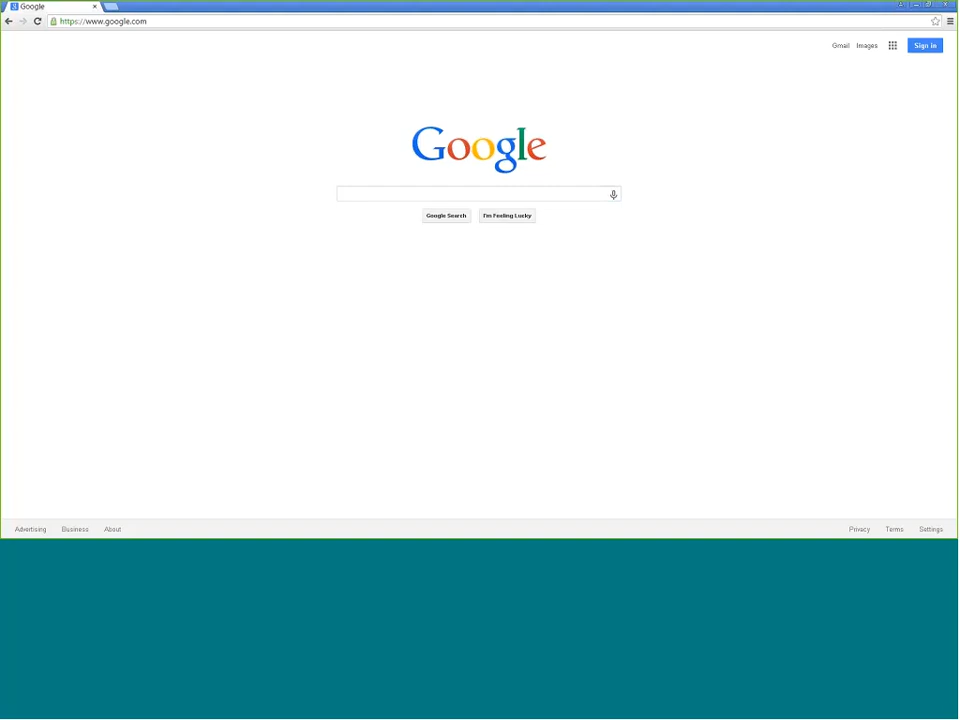 Google
https://www.google.com
Gmail Images Sign in
Google
Google Search I'm Feeling Lucky
Advertising Business About Privacy Terms Settings